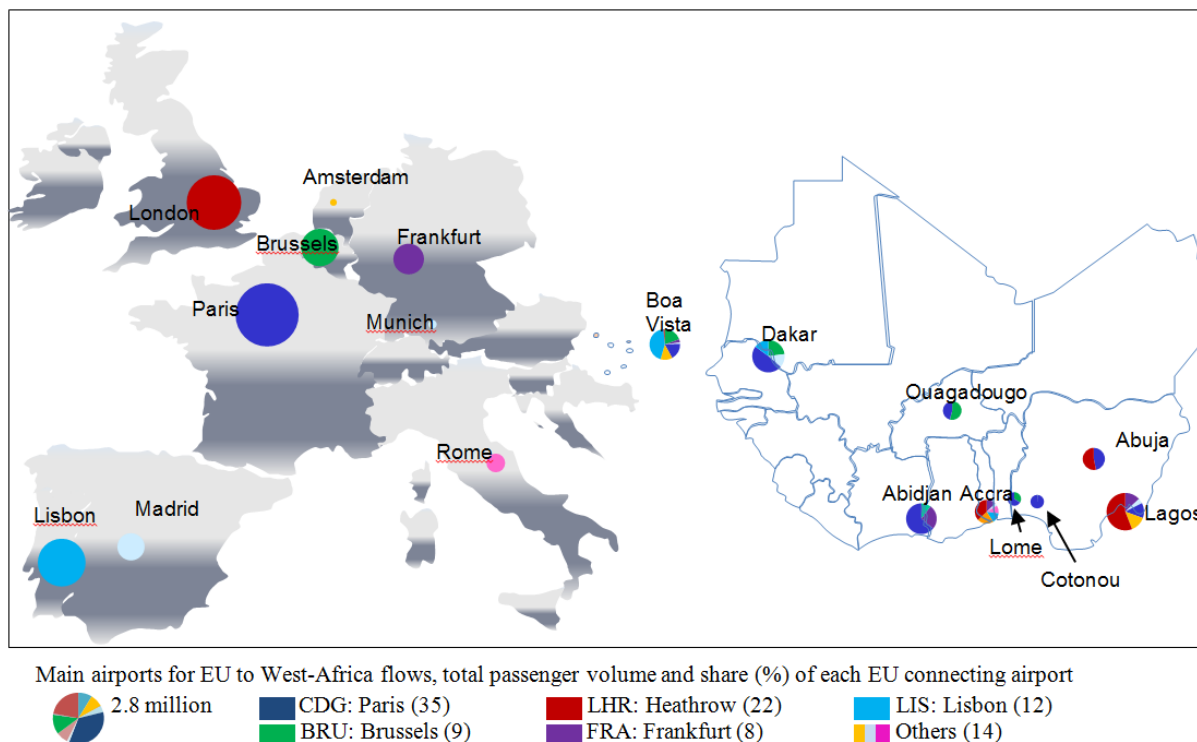 Amsterdam
London
Brussels
Frankfurt
Paris
Munich
Boa
Vista
Dakar
Ouagadougo
Rome
Abuja
Lisbon
Madrid
Abidjan
Accra
Lagos
Lome
Cotonou
Main airports for EU to West-Africa flows, total passenger volume and share (%) of each EU connecting airport
2.8 million
CDG: Paris (35)
LHR: Heathrow (22)
LIS: Lisbon (12)
BRU: Brussels (9)
FRA: Frankfurt (8)
Others (14)